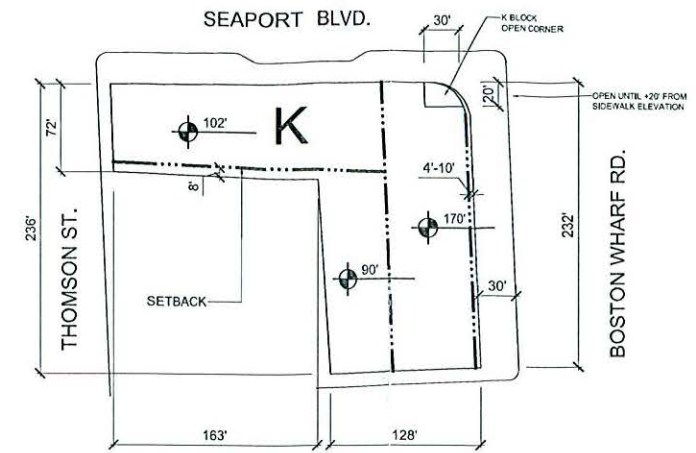 SEAPORT BLVD.
30'
K BLOCK
OPEN CORNER
20'
OPEN UNTIL +20' FROM
SIDEWALK ELEVATION
72'
102'
K
4'-10"
8'
236'
THOMSON ST.
170'
232'
BOSTON WHARF RD.
90'
30'
SETBACK
163'
128'